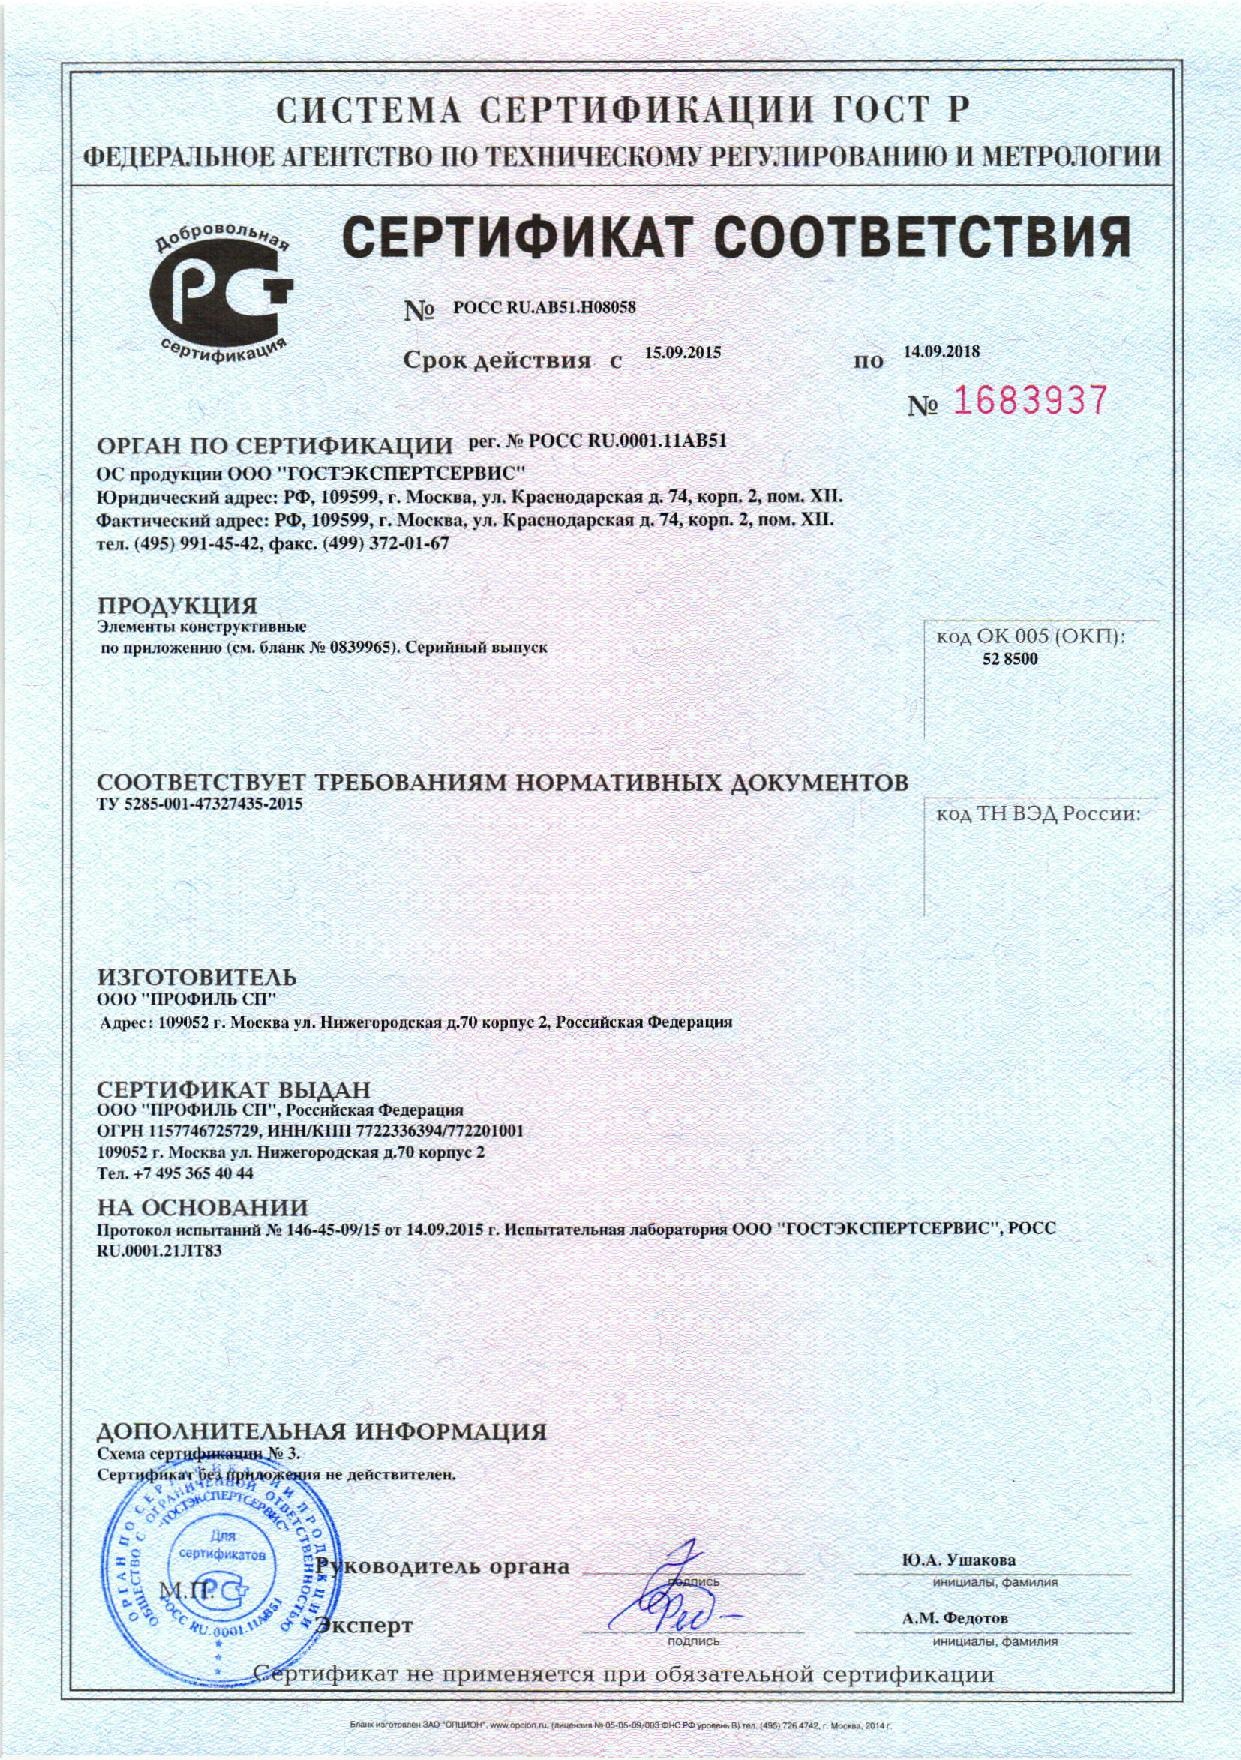 СИСТЕМА СЕРТИФИКАЦИИ ГОСТ Р
ФЕДЕРАЛЬНОЕ АГЕНТСТВО ПО ТЕХНИЧЕСКОМУ РЕГУЛИРОВАНИЮ И МЕТРОЛОГИИ
Добровольная
РСТ
сертификация
СЕРТИФИКАТ СООТВЕТСТВИЯ
№ РОСС RU.АВ51.Н08058
Срок действия с 15.09.2015 по 14.09.2018
№ 1683937
ОРГАН ПО СЕРТИФИКАЦИИ рег. № РОСС RU.0001.11АВ51
ОС продукции ООО "ГОСТЭКСПЕРТСЕРВИС"
Юридический адрес: РФ, 109599, г. Москва, ул. Краснодарская д. 74, корп. 2, пом. XII.
Фактический адрес: РФ, 109599, г. Москва, ул. Краснодарская д. 74, корп. 2, пом. XII.
тел. (495) 991-45-42, факс. (499) 372-01-67
ПРОДУКЦИЯ
Элементы конструктивные
по приложению (см. бланк № 0839965). Серийный выпуск
код ОК 005 (ОКП):
52 8500
СООТВЕТСТВУЕТ ТРЕБОВАНИЯМ НОРМАТИВНЫХ ДОКУМЕНТОВ
ТУ 5285-001-47327435-2015
код ТН ВЭД России:
ИЗГОТОВИТЕЛЬ
ООО "ПРОФИЛЬ СП"
Адрес: 109052 г. Москва ул. Нижегородская д.70 корпус 2, Российская Федерация
СЕРТИФИКАТ ВЫДАН
ООО "ПРОФИЛЬ СП", Российская Федерация
ОГРН 1157746725729, ИНН/КПП 7722336394/772201001
109052 г. Москва ул. Нижегородская д.70 корпус 2
Тел. +7 495 365 40 44
НА ОСНОВАНИИ
Протокол испытаний № 146-45-09/15 от 14.09.2015 г. Испытательная лаборатория ООО "ГОСТЭКСПЕРТСЕРВИС", РОСС
RU.0001.21ЛТ83
ДОПОЛНИТЕЛЬНАЯ ИНФОРМАЦИЯ
Схема сертификации № 3.
Сертификат без приложения не действителен.
ОРГАН ПО СЕРТИФИКАЦИИ ПРОДУКЦИИ
ОБЩЕСТВО С ОГРАНИЧЕННОЙ ОТВЕТСТВЕННОСТЬЮ
"ГОСТЭКСПЕРТСЕРВИС"
Для
сертификатов
РСТ
РОСС RU.0001.11АВ51
М.П.
Руководитель органа
подпись
Ю.А. Ушакова
инициалы, фамилия
Эксперт
подпись
А.М. Федотов
инициалы, фамилия
Сертификат не применяется при обязательной сертификации
Бланк изготовлен ЗАО "ОПЦИОН", www.opcion.ru, (лицензия № 05-05-09/003 ФНС РФ уровень В) тел. (495) 726 4742, г. Москва, 2014 г.